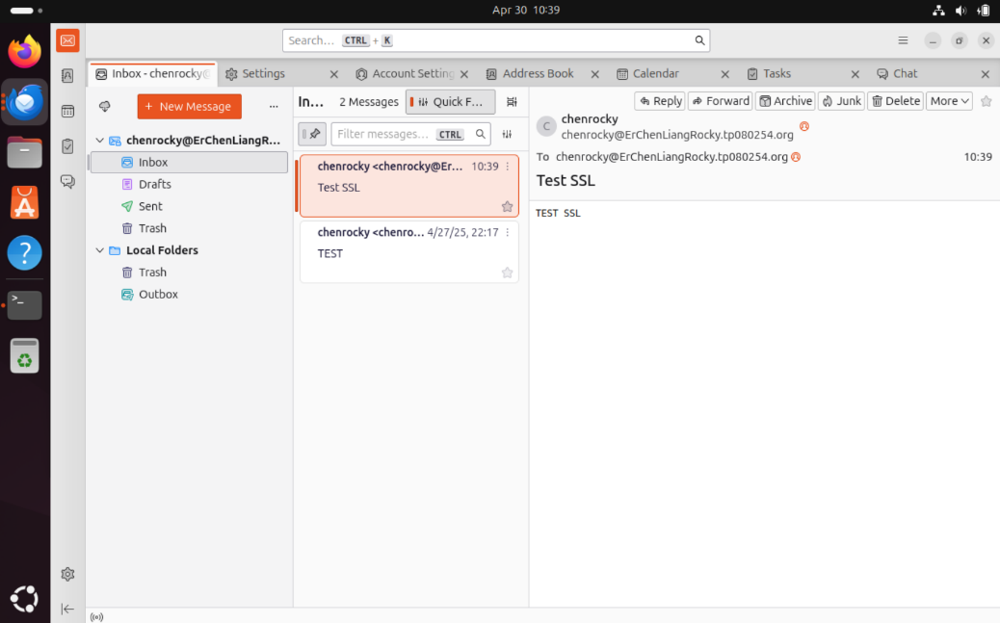 Apr 30 10:39
Search… CTRL + K
Inbox - chenrocky@
Settings
Account Setting
Address Book
Calendar
Tasks
Chat
+ New Message
...
chenrocky@ErChenLiangR...
Inbox
Drafts
Sent
Trash
Local Folders
Trash
Outbox
In... 2 Messages Quick F...
Filter messages... CTRL
chenrocky <chenrocky@Er... 10:39
Test SSL
chenrocky <chenro... 4/27/25, 22:17
TEST
Reply Forward Archive Junk Delete More
C
chenrocky
chenrocky@ErChenLiangRocky.tp080254.org
To chenrocky@ErChenLiangRocky.tp080254.org 10:39
Test SSL
TEST SSL